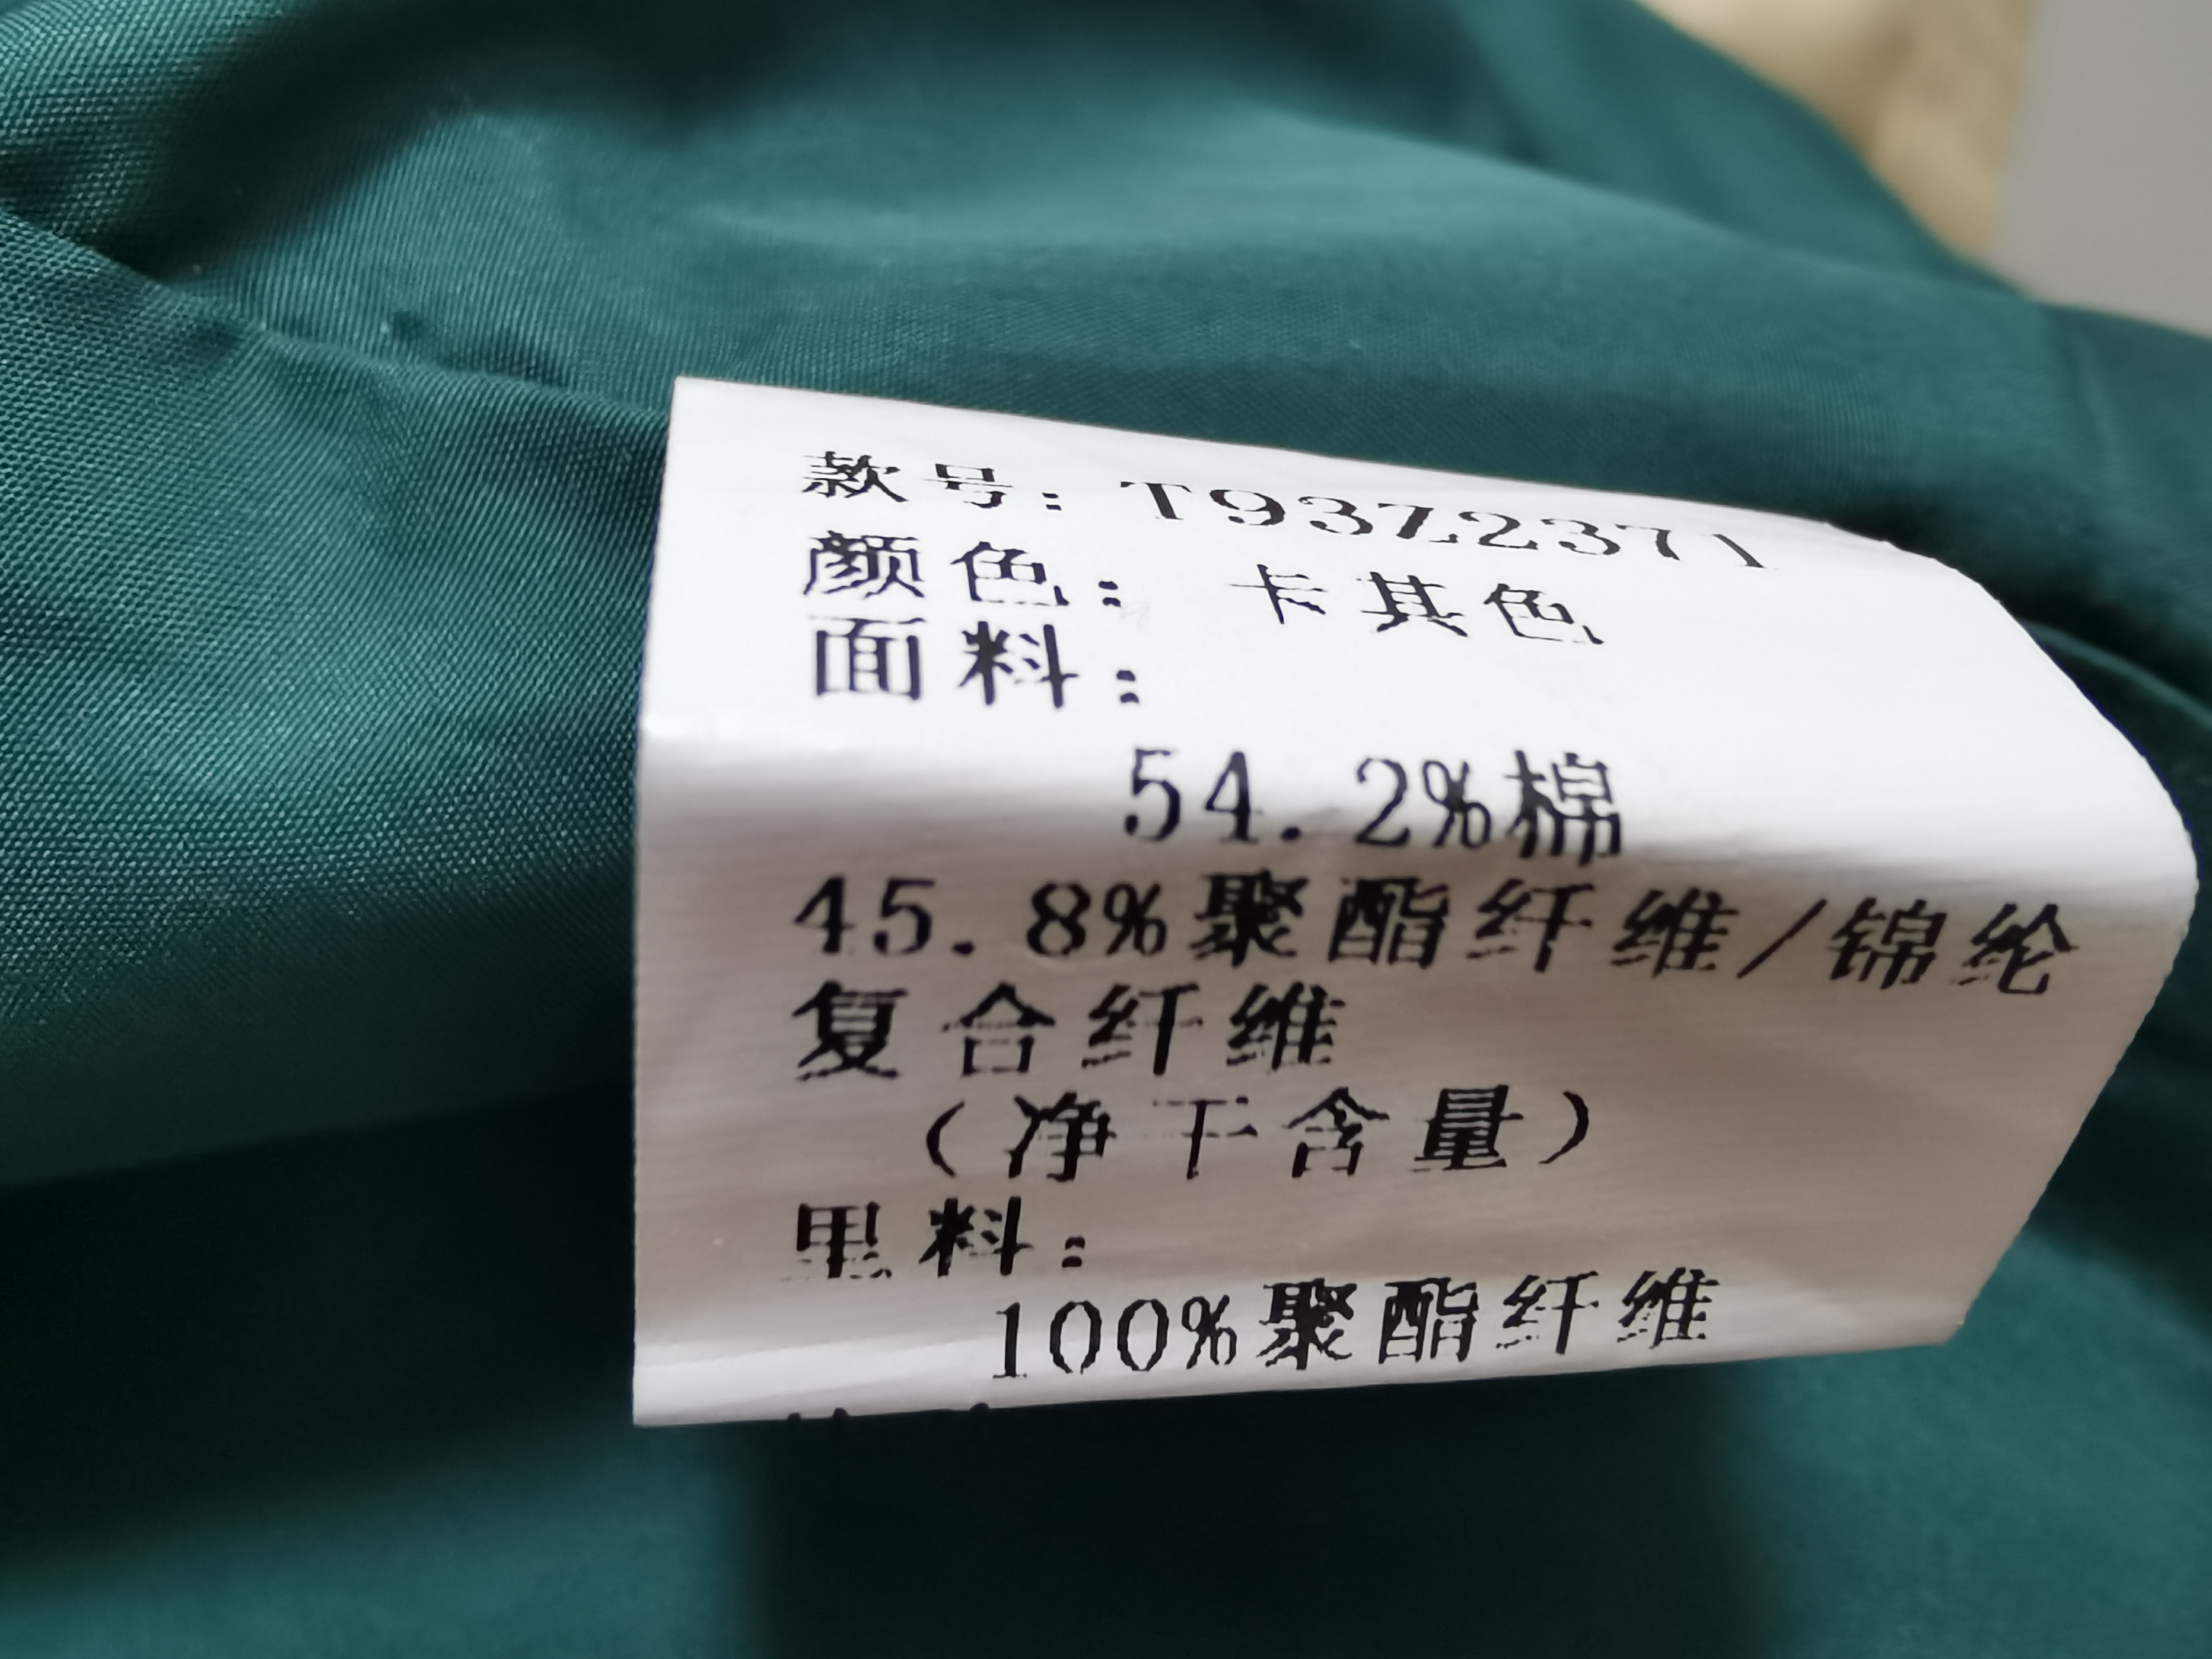 款号：T93Z2371
颜色：卡其色
面料：
54.2%棉
45.8%聚酯纤维/锦纶
复合纤维
（净干含量）
里料：
100%聚酯纤维